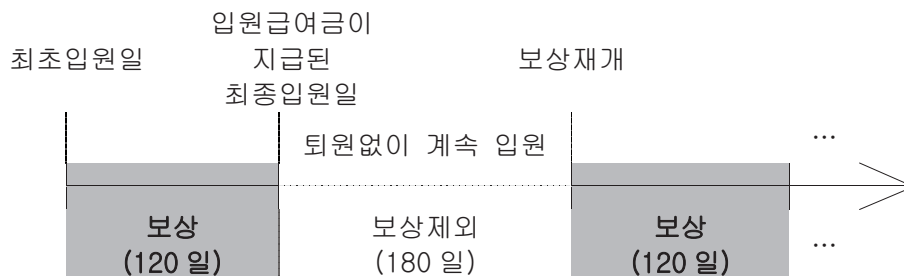 최초입원일
입원급여금이
지급된
최종입원일
보상재개
퇴원없이 계속 입원
...
보상
(120 일)
보상제외
(180 일)
보상
(120 일)
...